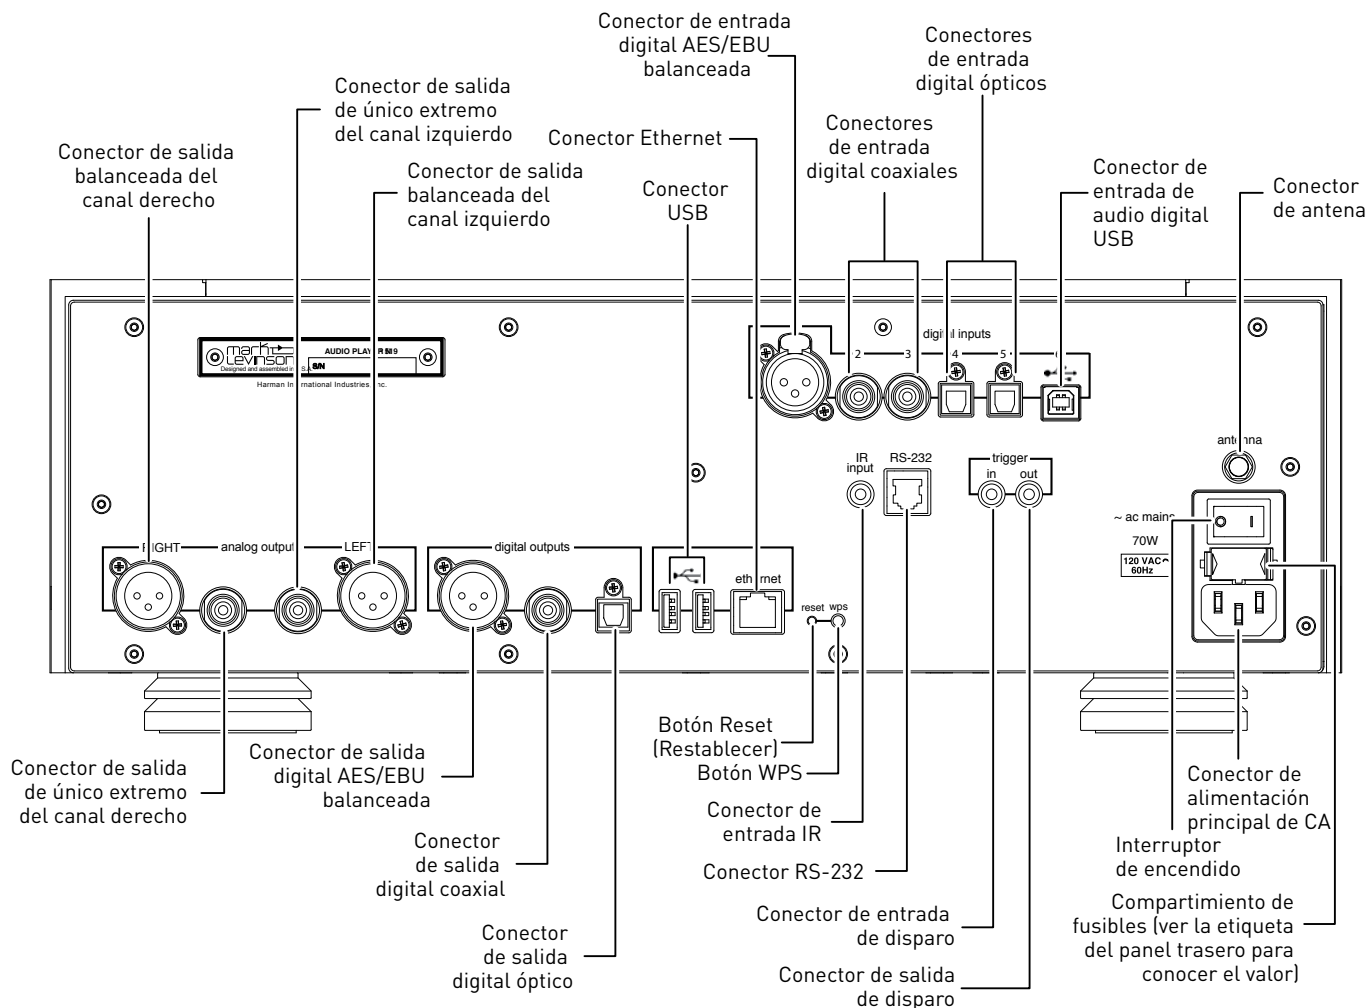 Conector de entrada
digital AES/EBU
balanceada
Conectores
de entrada
digital ópticos
Conector de salida
de único extremo
del canal izquierdo
Conector Ethernet
Conectores
de entrada
digital coaxiales
Conector de salida
balanceada del
canal derecho
Conector de salida
balanceada del
canal izquierdo
Conector
USB
Conector de
entrada de
audio digital
USB
Conector
de antena
digital inputs
mark
levinson
Designed and assembled in U.S.A.
AUDIO PLAYER
S/N
Harman International Industries, Inc.
2
3
4
5
antenna
IR
input
RS-232
trigger
in
out
~ ac mains
70W
120 VAC~
60Hz
RIGHT
analog outputs
LEFT
digital outputs
ethernet
reset
wps
Botón Reset
(Restablecer)
Botón WPS
Conector de salida
de único extremo
del canal derecho
Conector de salida
digital AES/EBU
balanceada
Conector de
entrada IR
Conector de
alimentación
principal de CA
Conector
de salida
digital coaxial
Interruptor
de encendido
Conector RS-232
Compartimiento de
fusibles (ver la etiqueta
del panel trasero para
conocer el valor)
Conector de entrada
de disparo
Conector
de salida
digital óptico
Conector de salida
de disparo